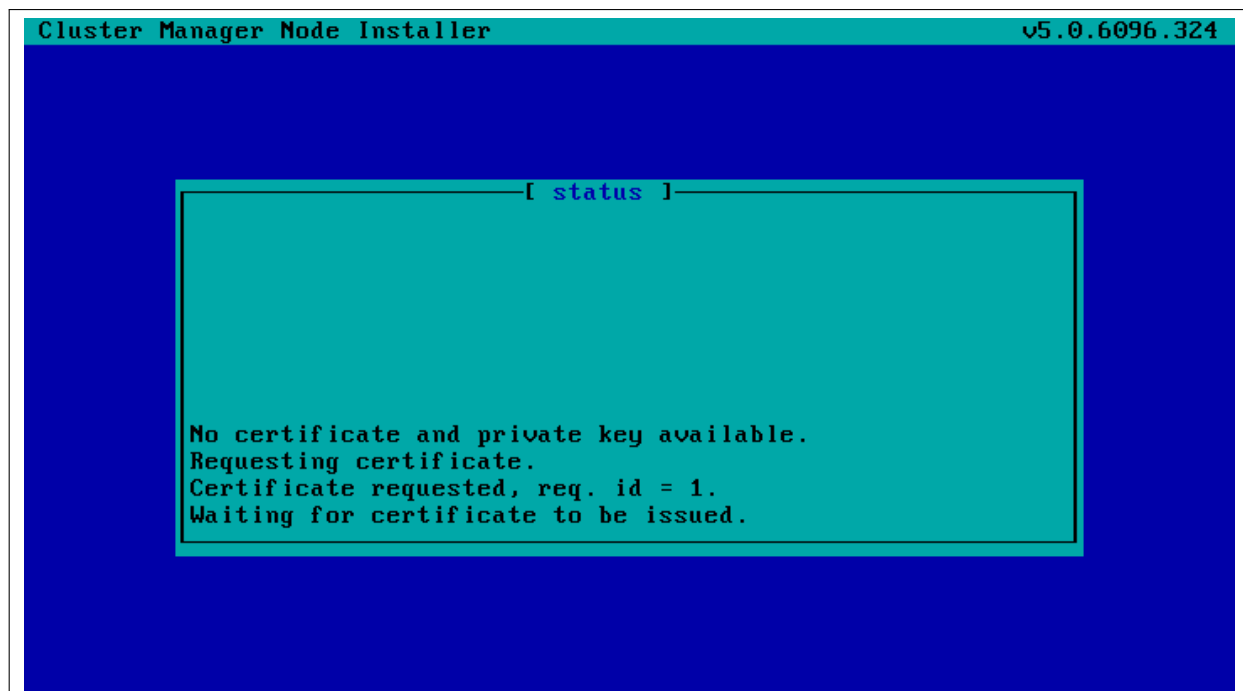 Cluster Manager Node Installer v5.0.6096.324
[ status ]
No certificate and private key available.
Requesting certificate.
Certificate requested, req. id = 1.
Waiting for certificate to be issued.